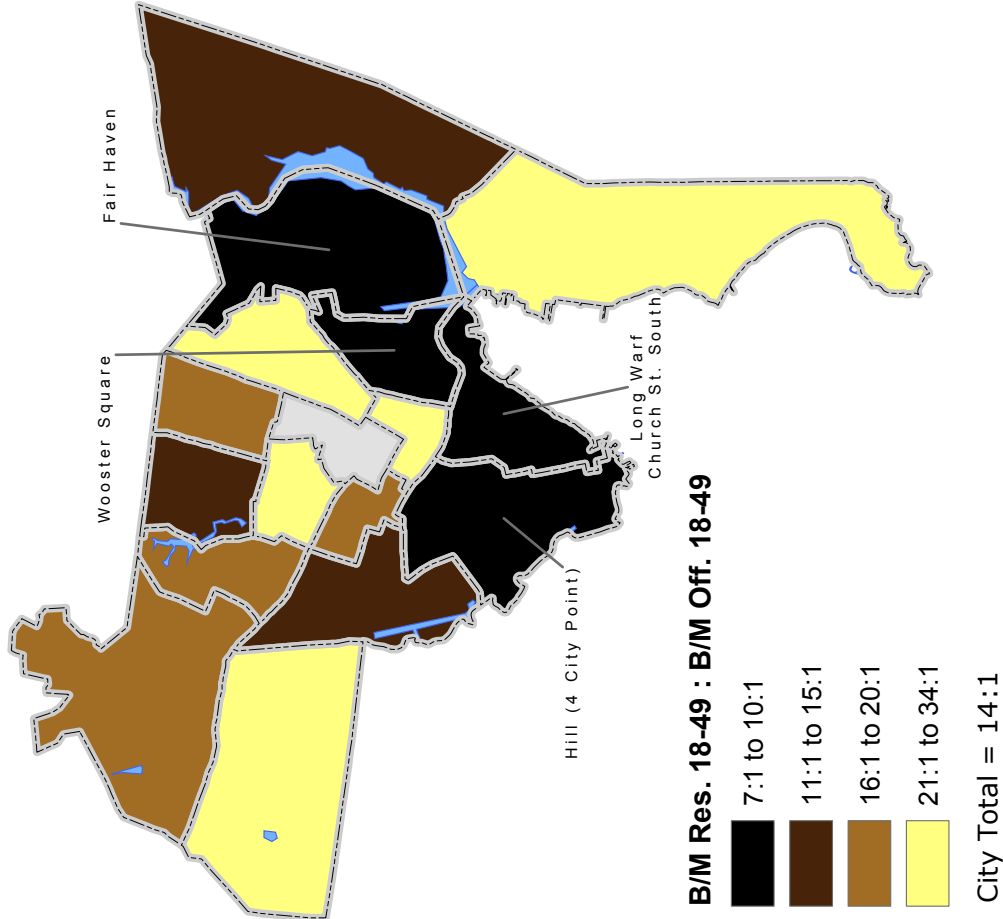 Fair Haven
Wooster Square
Long Warf
Church St. South
Hill (4 City Point)
B/M Res. 18-49 : B/M Off. 18-49
7:1 to 10:1
11:1 to 15:1
16:1 to 20:1
21:1 to 34:1
City Total = 14:1